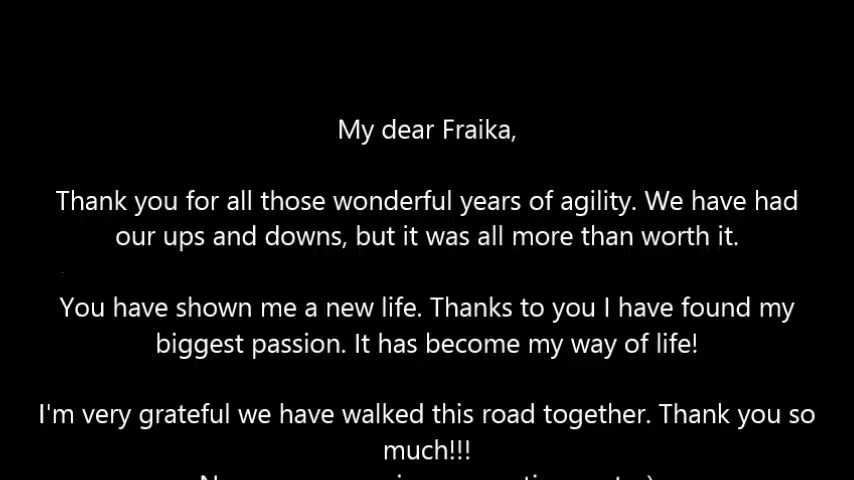 My dear Fraika,
Thank you for all those wonderful years of agility. We have had
our ups and downs, but it was all more than worth it.
You have shown me a new life. Thanks to you I have found my
biggest passion. It has become my way of life!
I'm very grateful we have walked this road together. Thank you so
much!!!